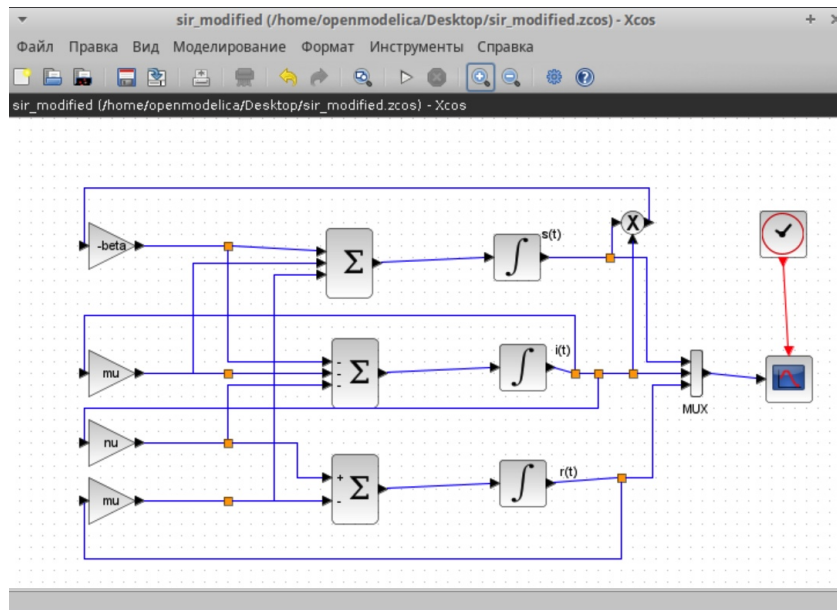 sir_modified (/home/openmodelica/Desktop/sir_modified.zcos) - Xcos
Файл Правка Вид Моделирование Формат Инструменты Справка
sir_modified (/home/openmodelica/Desktop/sir_modified.zcos) - Xcos
X
-beta
Σ
∫
s(t)
mu
-
-
-
Σ
∫
i(t)
MUX
nu
mu
+
-
Σ
∫
r(t)